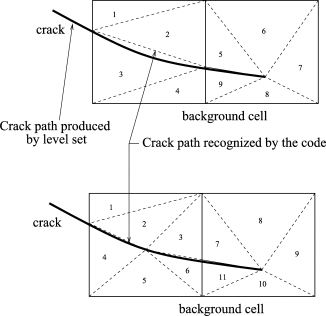 1
crack
2
6
5
7
3
4
9
8
Crack path produced
by level set
background cell
Crack path recognized by the code
1
crack
2
8
3
7
4
9
6
5
11
10
background cell